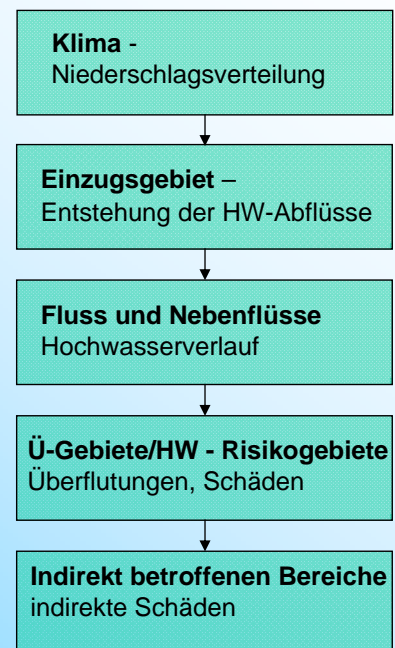 Klima -
Niederschlagsverteilung
Einzugsgebiet –
Entstehung der HW-Abflüsse
Fluss und Nebenflüsse
Hochwasserverlauf
Ü-Gebiete/HW - Risikogebiete
Überflutungen, Schäden
Indirekt betroffenen Bereiche
indirekte Schäden